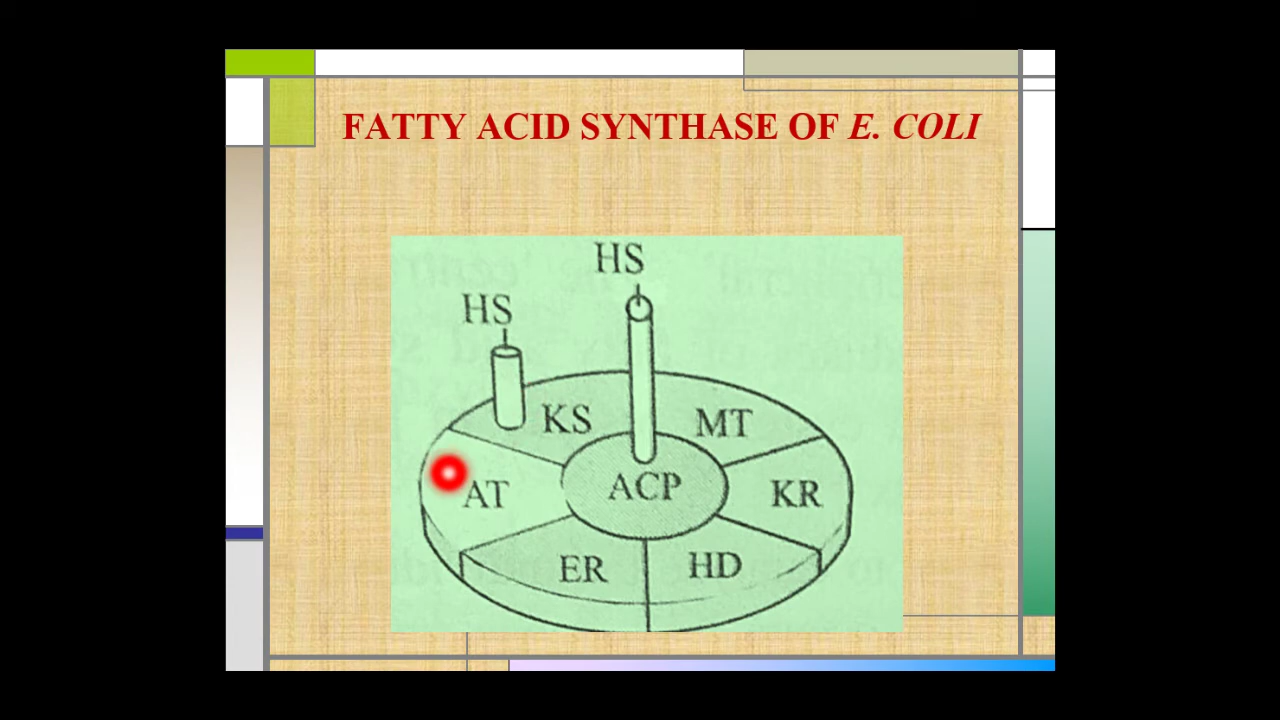 FATTY ACID SYNTHASE OF E. COLI
HS
HS
KS
MT
AT
ACP
KR
ER
HD